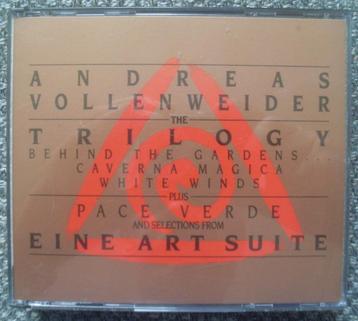 ANDREAS
VOLLENWEIDER
THE
TRILOGY
BEHIND THE GARDENS...
CAVERNA MAGICA
WHITE WINDS
PLUS
PACE VERDE
AND SELECTIONS FROM
EINE ART SUITE